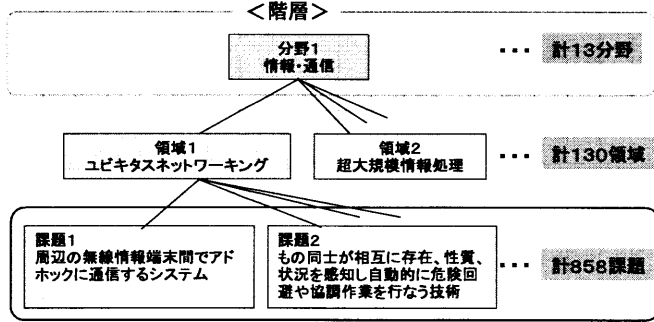 ＜階層＞
分野1
情報・通信
･･･ 計13分野
領域1
ユビキタスネットワーキング
領域2
超大規模情報処理
･･･ 計130領域
課題1
周辺の無線情報端末間でアド
ホックに通信するシステム
課題2
もの同士が相互に存在、性質、
状況を感知し自動的に危険回
避や協調作業を行なう技術
･･･ 計858課題